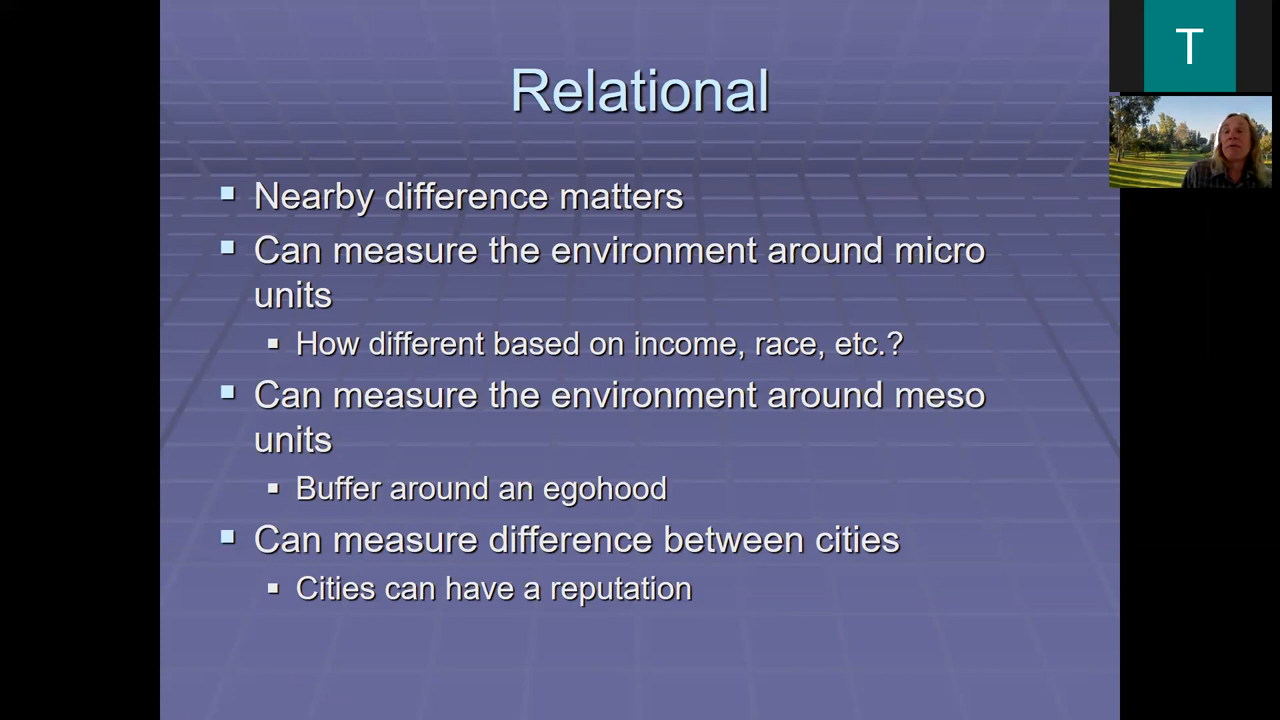 Relational
Nearby difference matters
Can measure the environment around micro
units
How different based on income, race, etc.?
Can measure the environment around meso
units
Buffer around an egohood
Can measure difference between cities
Cities can have a reputation
T